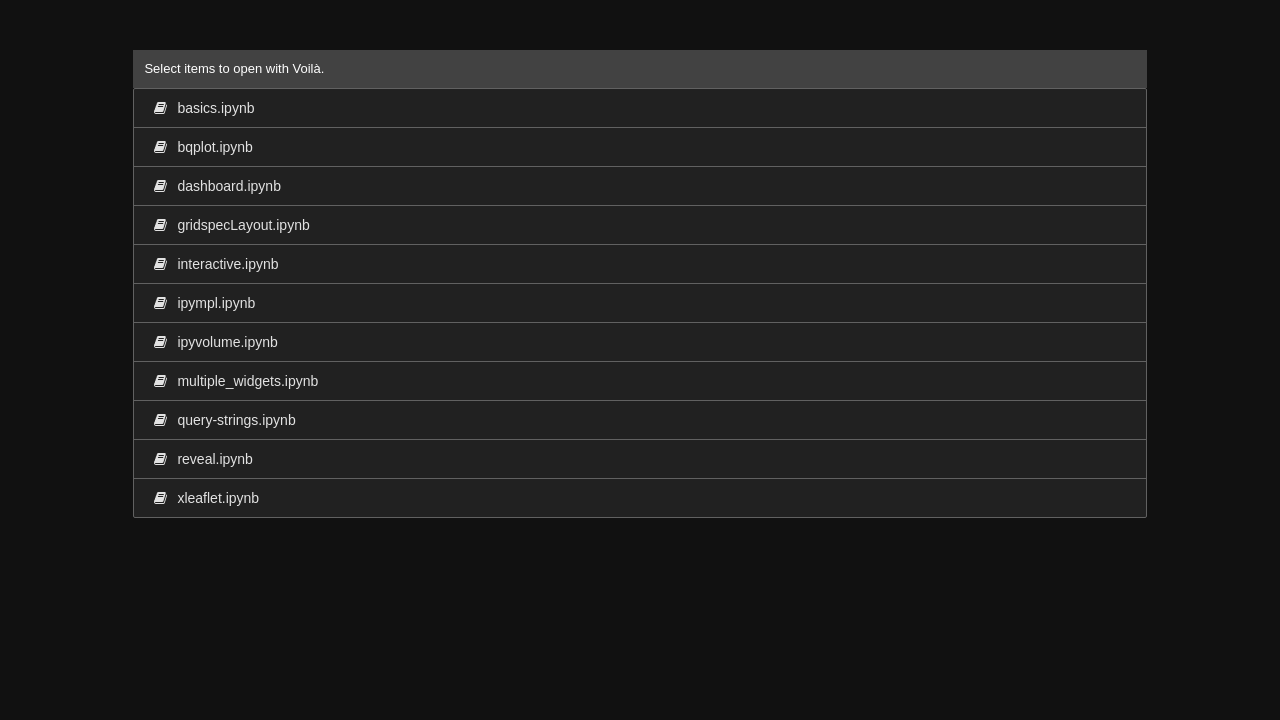 Select items to open with Voilà.
basics.ipynb
bqplot.ipynb
dashboard.ipynb
gridspecLayout.ipynb
interactive.ipynb
ipympl.ipynb
ipyvolume.ipynb
multiple_widgets.ipynb
query-strings.ipynb
reveal.ipynb
xleaflet.ipynb